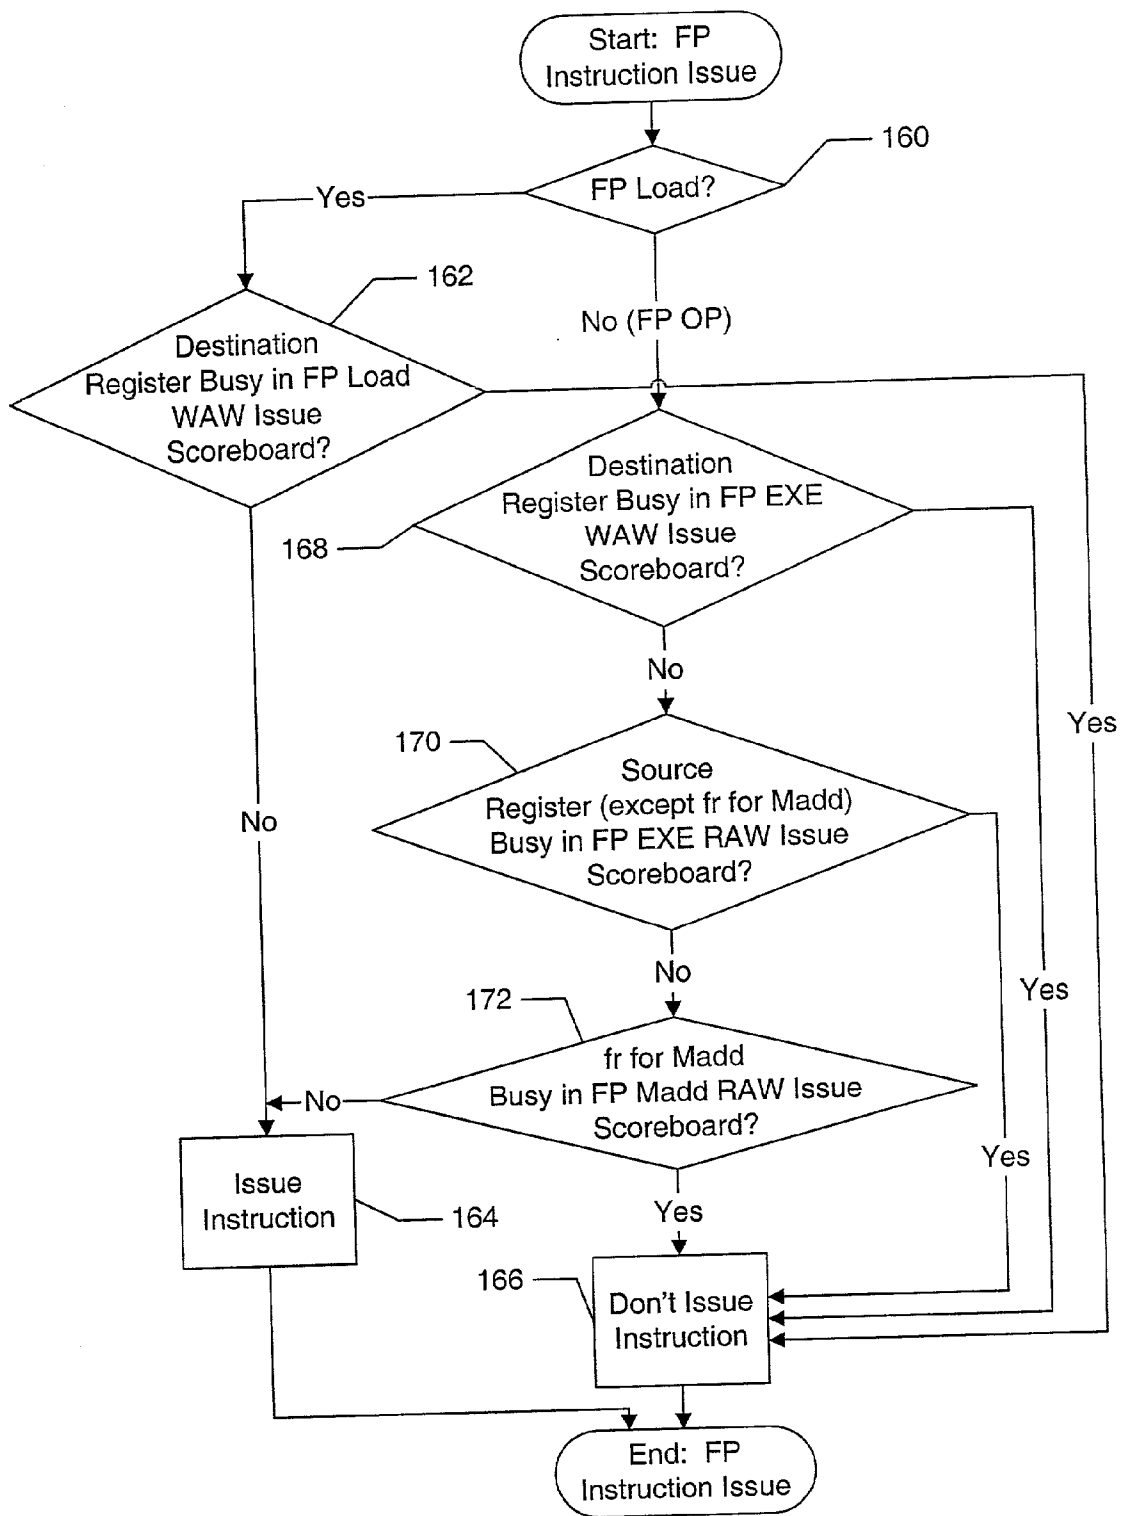 Start: FP
Instruction Issue
160
FP Load?
Yes
162
No (FP OP)
Destination
Register Busy in FP Load
WAW Issue
Scoreboard?
Destination
Register Busy in FP EXE
WAW Issue
Scoreboard?
168
No
Yes
170
Source
Register (except fr for Madd)
Busy in FP EXE RAW Issue
Scoreboard?
No
No
Yes
172
fr for Madd
Busy in FP Madd RAW Issue
Scoreboard?
No
Yes
Issue
Instruction
164
Yes
166
Don't Issue
Instruction
End: FP
Instruction Issue